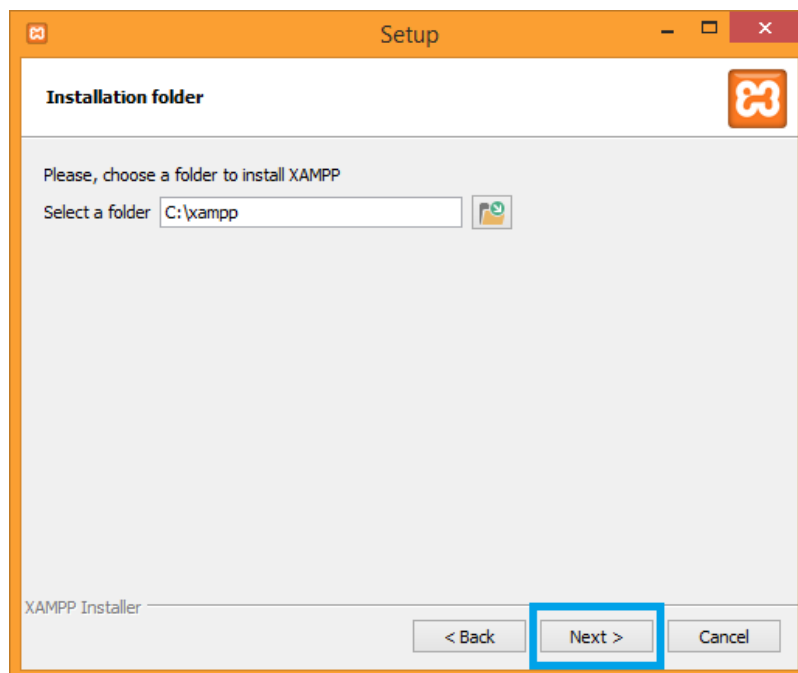 Setup
Installation folder
Please, choose a folder to install XAMPP
Select a folder C:\xampp
XAMPP Installer
< Back Next > Cancel